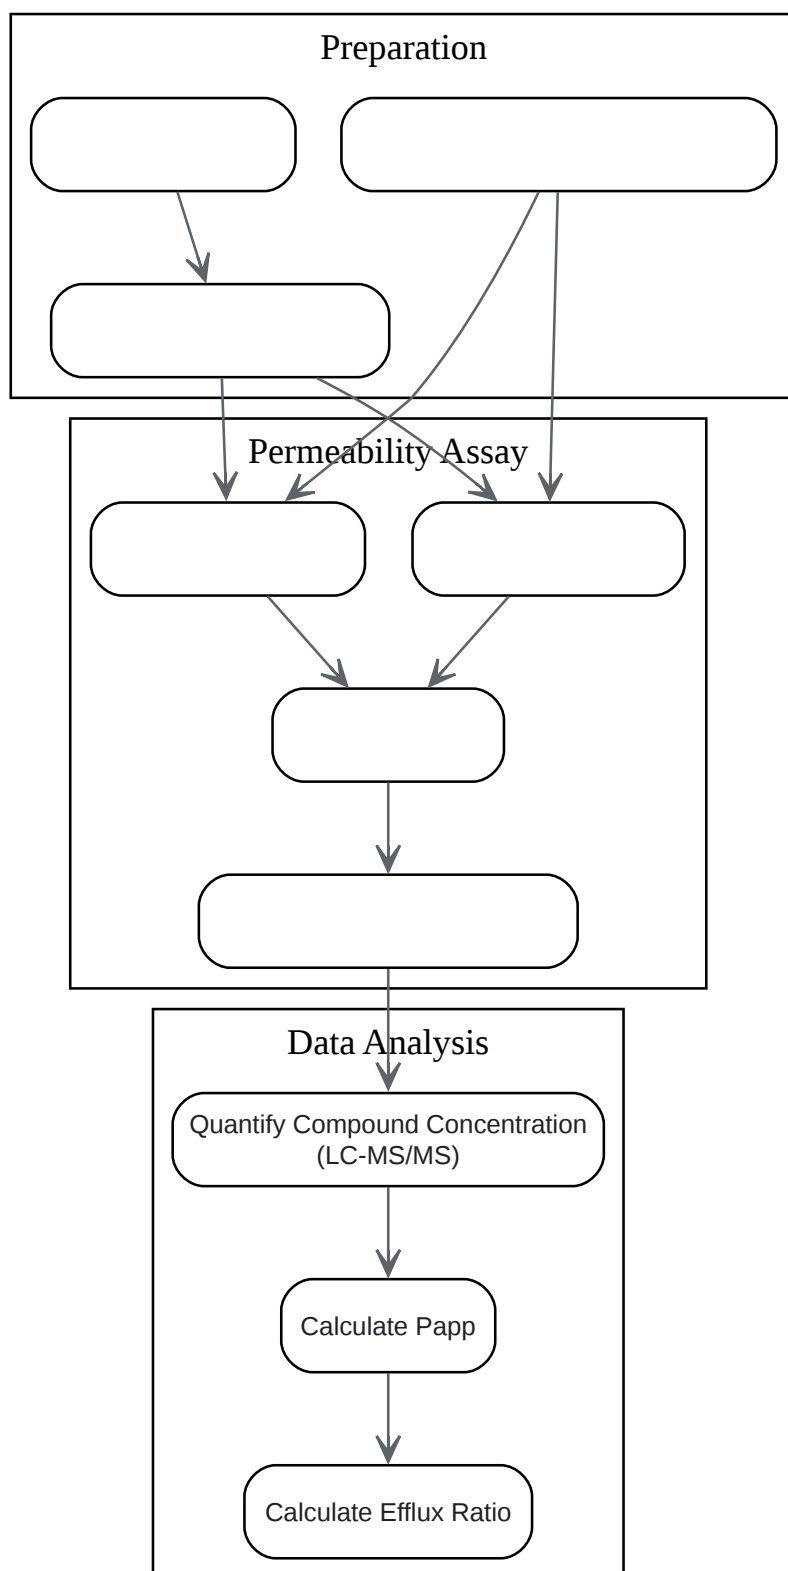 Preparation
Permeability Assay
Data Analysis
Quantify Compound Concentration
(LC-MS/MS)
Calculate Papp
Calculate Efflux Ratio